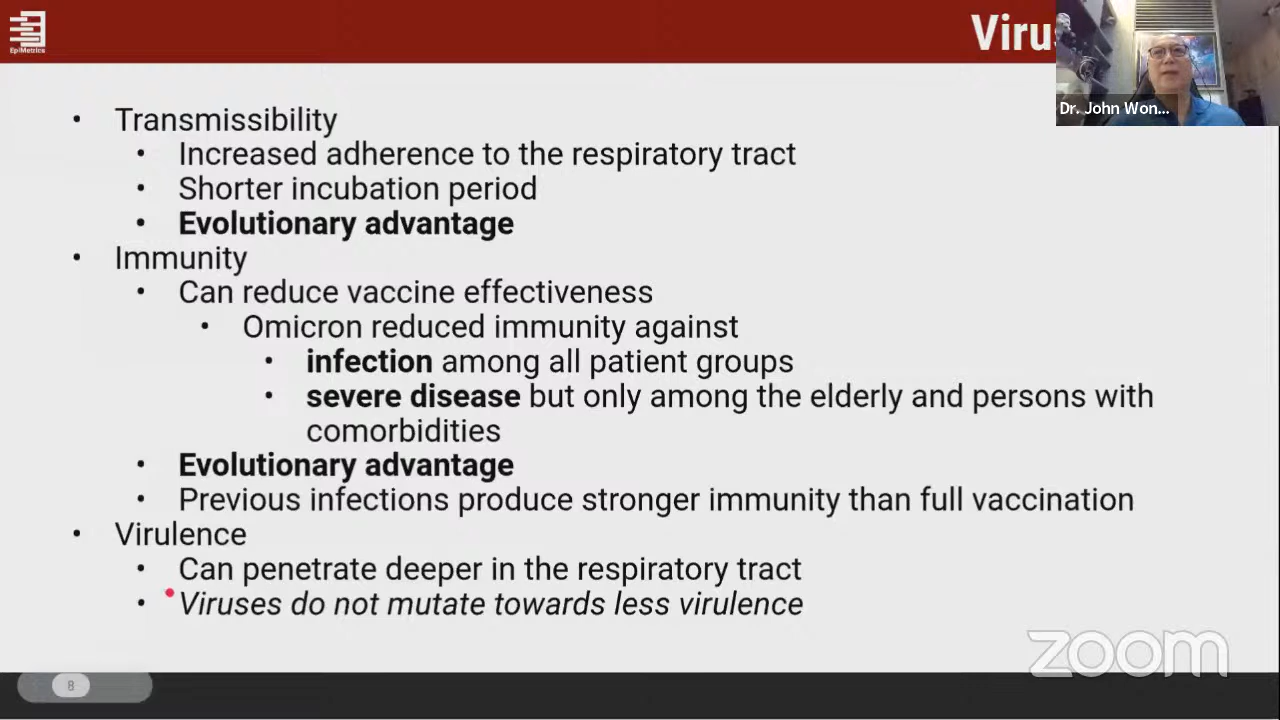 EpiMetrics
Virus
Dr. John Won...
• Transmissibility
• Increased adherence to the respiratory tract
• Shorter incubation period
• Evolutionary advantage
• Immunity
• Can reduce vaccine effectiveness
• Omicron reduced immunity against
• infection among all patient groups
• severe disease but only among the elderly and persons with
comorbidities
• Evolutionary advantage
• Previous infections produce stronger immunity than full vaccination
• Virulence
• Can penetrate deeper in the respiratory tract
• Viruses do not mutate towards less virulence
zoom
8